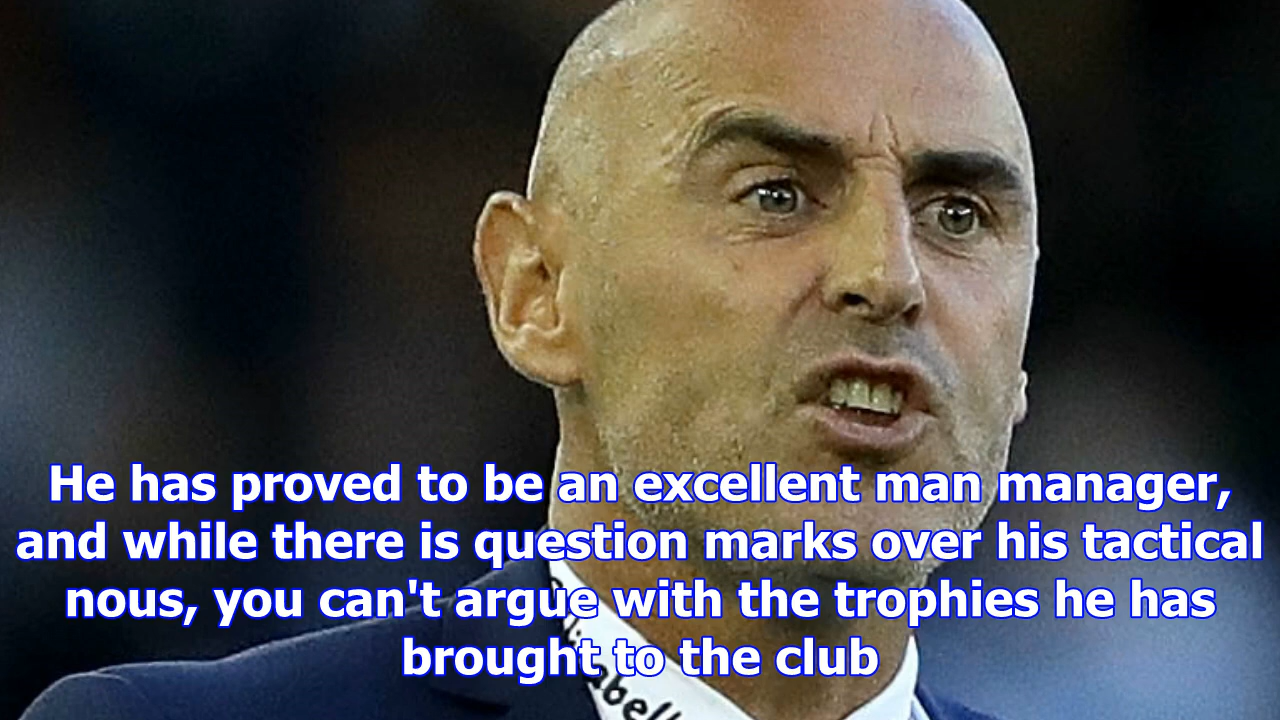 He has proved to be an excellent man manager,
and while there is question marks over his tactical
nous, you can't argue with the trophies he has
brought to the club